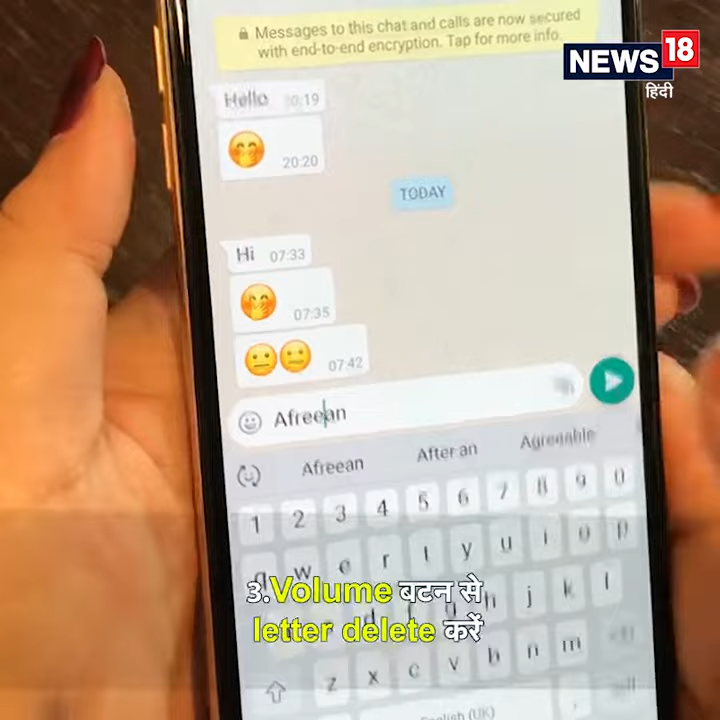 Messages to this chat and calls are now secured
with end-to-end encryption. Tap for more info.
NEWS 18
हिंदी
Hello 20:19
20:20
TODAY
Hi 07:33
07:35
07:42
Afreean
Afreean After an Agreeable
1 2 3 4 5 6 7 8 9 0
q w e r t y u i o p
d f g h j k l
z x c v b n m
English (UK)
3.Volume बटन से
letter delete करें